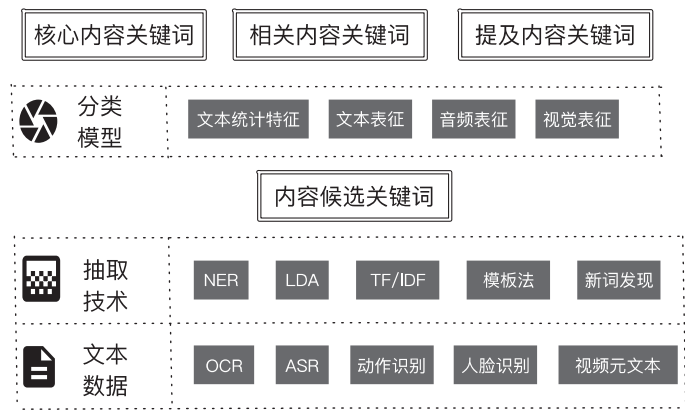 核心内容关键词 相关内容关键词 提及内容关键词
分类
模型
文本统计特征 文本表征 音频表征 视觉表征
内容候选关键词
抽取
技术
NER LDA TF/IDF 模板法 新词发现
文本
数据
OCR ASR 动作识别 人脸识别 视频元文本